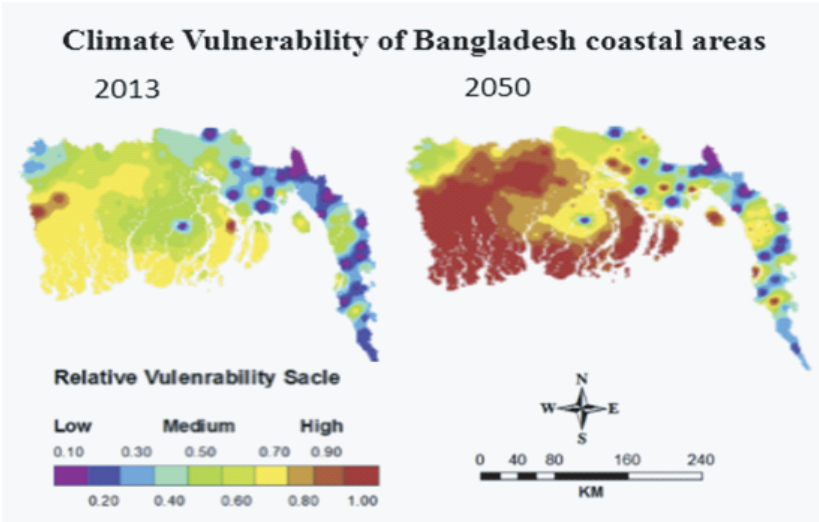 Climate Vulnerability of Bangladesh coastal areas
2013 2050
Relative Vulenrability Sacle
Low Medium High
0.10 0.30 0.50 0.70 0.90
0.20 0.40 0.60 0.80 1.00
N
W E
S
0 40 80 160 240
KM